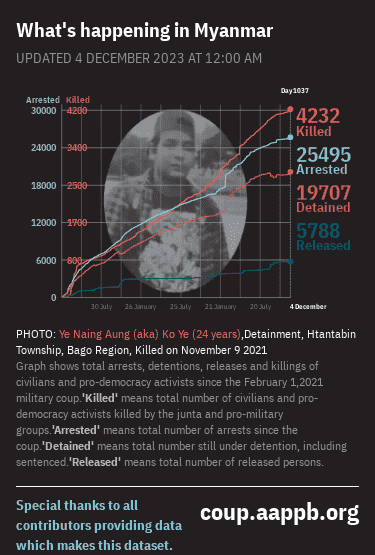 What's happening in Myanmar
UPDATED 4 DECEMBER 2023 AT 12:00 AM
Day1037
Arrested Killed
30000 4200
24000 3400
18000 2500
12000 1700
6000 800
0
4232
Killed
25495
Arrested
19707
Detained
5788
Released
30 July 26 January 25 July 21 January 20 July 4 December
PHOTO: Ye Naing Aung (aka) Ko Ye (24 years),Detainment, Htantabin
Township, Bago Region, Killed on November 9 2021
Graph shows total arrests, detentions, releases and killings of
civilians and pro-democracy activists since the February 1,2021
military coup.'Killed' means total number of civilians and pro-
democracy activists killed by the junta and pro-military
groups.'Arrested' means total number of arrests since the
coup.'Detained' means total number still under detention, including
sentenced.'Released' means total number of released persons.
Special thanks to all
contributors providing data
which makes this dataset.
coup.aappb.org